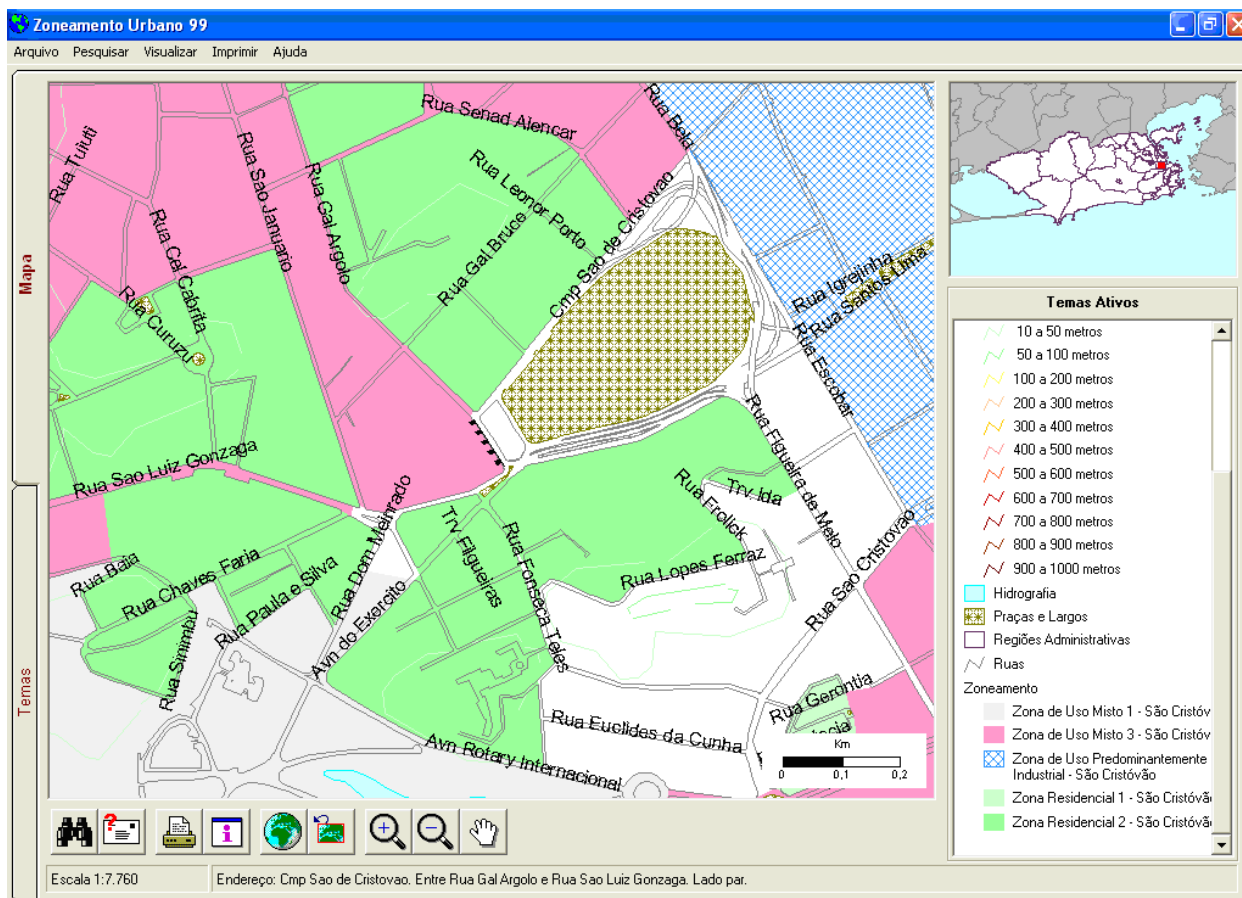 Zoneamento Urbano 99
Arquivo Pesquisar Visualizar Imprimir Ajuda
Mapa
Temas
Rua Tuiuti
Rua Cel Cabrita
Rua Sao Januario
Rua Gal Argolo
Rua Senad Alencar
Rua Bela
Rua Leonor Porto
Rua Gal Bruce
Cmp Sao de Cristovao
Rua Igrejinha
Rua Santos Lima
Rua Escobar
Rua Curuzu
Rua Sao Luiz Gonzaga
Rua Dom Meinrado
Rua Figueira de Melo
Trv Ida
Rua Frolick
Rua Lopes Ferraz
Rua Sao Cristovao
Trv Filgueiras
Rua Fonseca Teles
Rua Baia
Rua Chaves Faria
Rua Paula e Silva
Rua Sinimbu
Avn do Exercito
Rua Gerontia
Rua Euclides da Cunha
Avn Rotary Internacional
Km
0 0,1 0,2
Temas Ativos
10 a 50 metros
50 a 100 metros
100 a 200 metros
200 a 300 metros
300 a 400 metros
400 a 500 metros
500 a 600 metros
600 a 700 metros
700 a 800 metros
800 a 900 metros
900 a 1000 metros
Hidrografia
Praças e Largos
Regiões Administrativas
Ruas
Zoneamento
Zona de Uso Misto 1 - São Cristóv
Zona de Uso Misto 3 - São Cristóv
Zona de Uso Predominantemente
Industrial - São Cristóvão
Zona Residencial 1 - São Cristóvã
Zona Residencial 2 - São Cristóvã
Escala 1:7.760
Endereço: Cmp Sao de Cristovao. Entre Rua Gal Argolo e Rua Sao Luiz Gonzaga. Lado par.